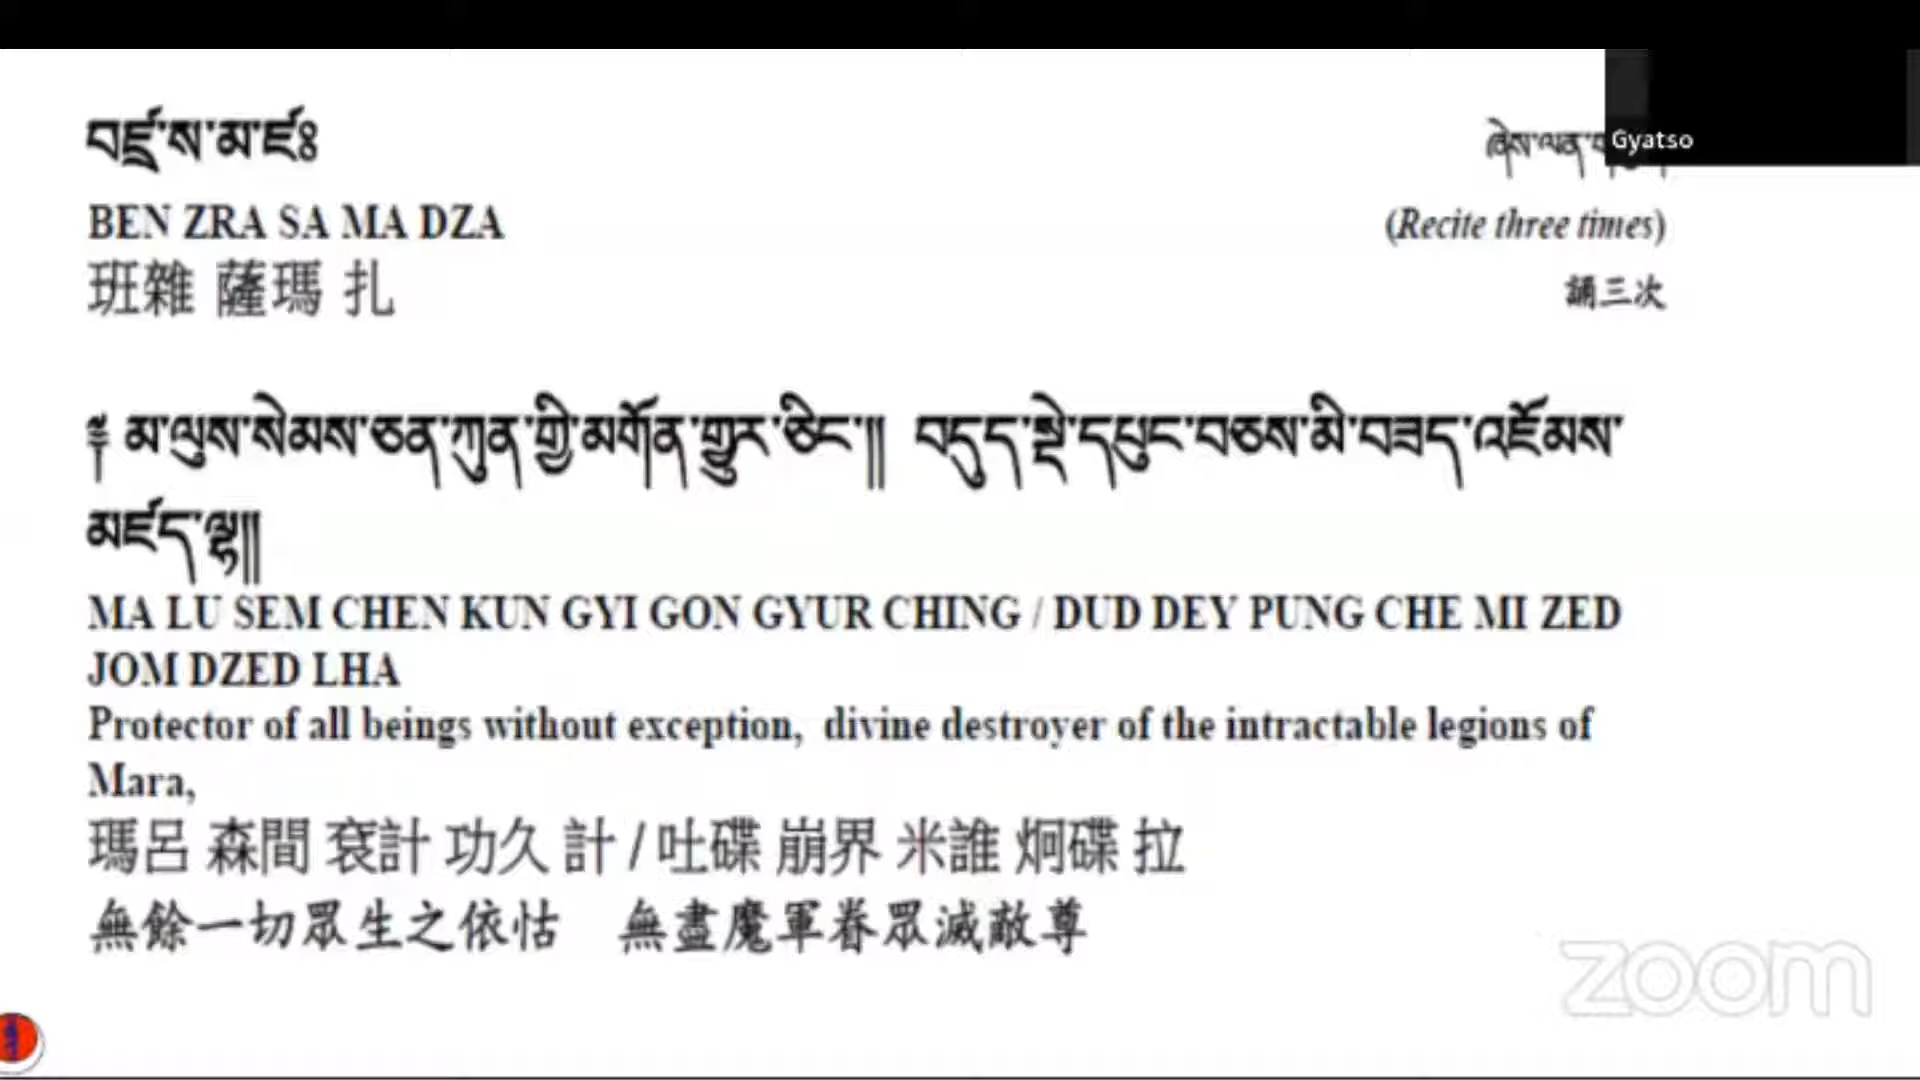 བཛྲ་ས་མ་ཛཿ
ཞེས་ལན་
Gyatso
BEN ZRA SA MA DZA
(Recite three times)
班雜 薩瑪 扎
誦三次
༈ མ་ལུས་སེམས་ཅན་ཀུན་གྱི་མགོན་གྱུར་ཅིང་༎ བདུད་སྡེ་དཔུང་བཅས་མི་བཟད་འཇོམས་
མཛད་ལྷ༎
MA LU SEM CHEN KUN GYI GON GYUR CHING / DUD DEY PUNG CHE MI ZED
JOM DZED LHA
Protector of all beings without exception, divine destroyer of the intractable legions of
Mara,
瑪呂 森間 袞計 功久 計 / 吐碟 崩界 米誰 炯碟 拉
無餘一切眾生之依怙 無盡魔軍眷眾滅敵尊
zoom